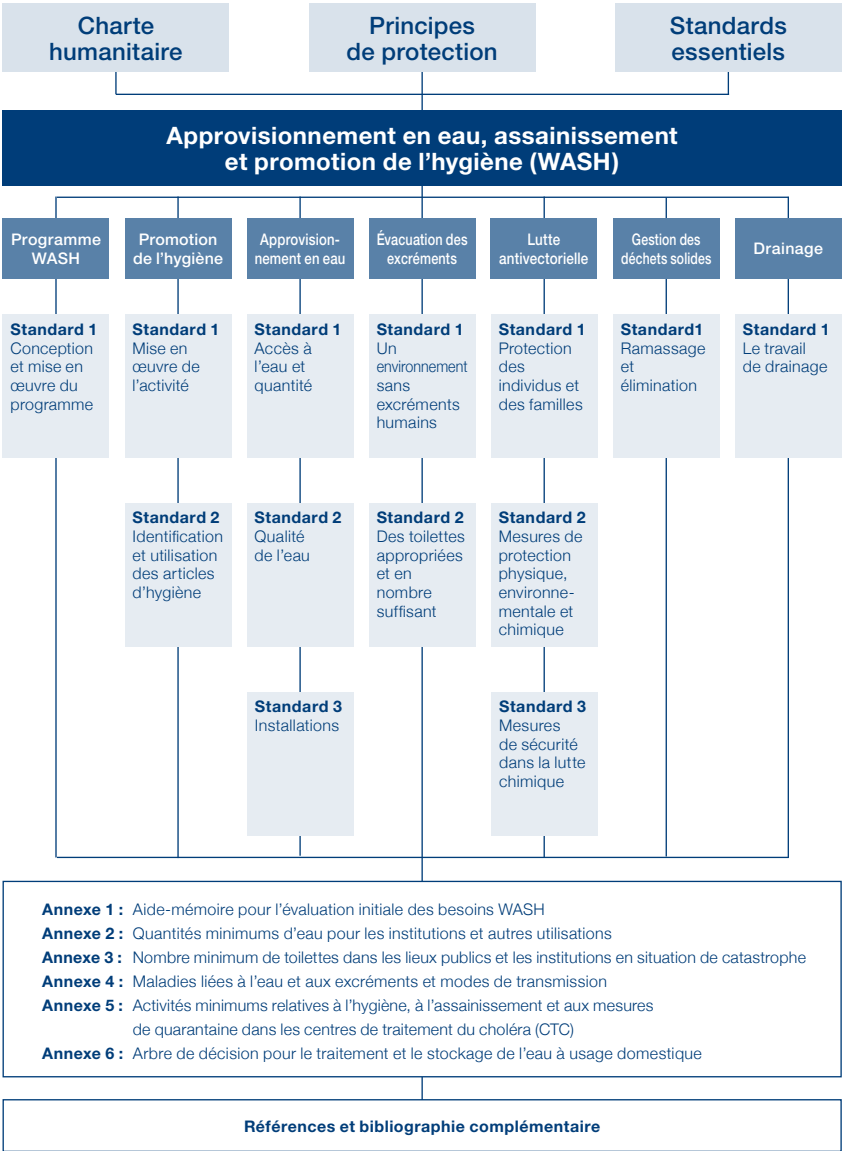 Charte
humanitaire
Principes
de protection
Standards
essentiels
Approvisionnement en eau, assainissement
et promotion de l'hygiène (WASH)
Programme
WASH
Promotion
de l'hygiène
Approvision-
nement en eau
Évacuation des
excréments
Lutte
antivectorielle
Gestion des
déchets solides
Drainage
Standard 1
Conception
et mise en
œuvre du
programme
Standard 1
Mise en
œuvre de
l'activité
Standard 1
Accès à
l'eau et
quantité
Standard 1
Un
environnement
sans
excréments
humains
Standard 1
Protection
des
individus et
des familles
Standard1
Ramassage
et
élimination
Standard 1
Le travail
de drainage
Standard 2
Identification
et utilisation
des articles
d'hygiène
Standard 2
Qualité
de l'eau
Standard 2
Des toilettes
appropriées
et en
nombre
suffisant
Standard 2
Mesures de
protection
physique,
environne-
mentale et
chimique
Standard 3
Installations
Standard 3
Mesures
de sécurité
dans la lutte
chimique
Annexe 1 : Aide-mémoire pour l'évaluation initiale des besoins WASH
Annexe 2 : Quantités minimums d'eau pour les institutions et autres utilisations
Annexe 3 : Nombre minimum de toilettes dans les lieux publics et les institutions en situation de catastrophe
Annexe 4 : Maladies liées à l'eau et aux excréments et modes de transmission
Annexe 5 : Activités minimums relatives à l'hygiène, à l'assainissement et aux mesures
de quarantaine dans les centres de traitement du choléra (CTC)
Annexe 6 : Arbre de décision pour le traitement et le stockage de l'eau à usage domestique
Références et bibliographie complémentaire